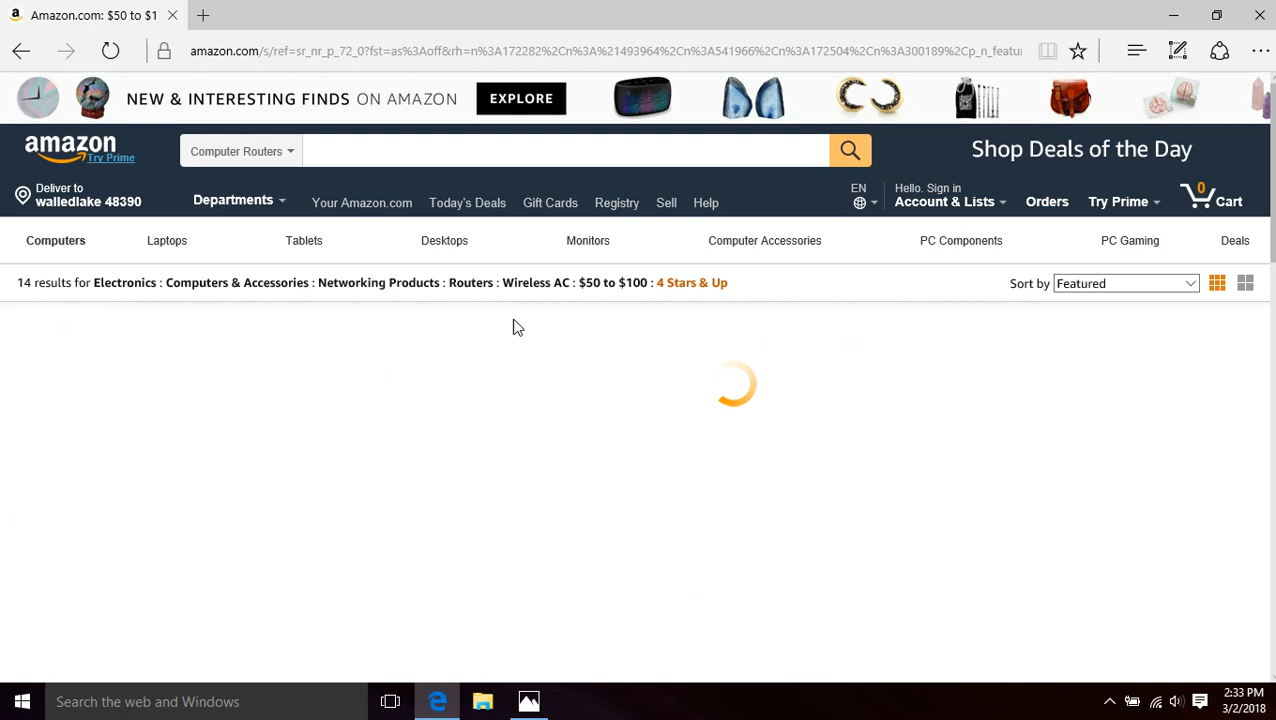 Amazon.com: $50 to $1
amazon.com/s/ref=sr_nr_p_72_0?fst=as%3Aoff&rh=n%3A172282%2Cn%3A%21493964%2Cn%3A541966%2Cn%3A172504%2Cn%3A300189%2Cp_n_featur
NEW & INTERESTING FINDS ON AMAZON EXPLORE
amazon
Try Prime
Computer Routers
Shop Deals of the Day
Deliver to
walledlake 48390
Departments
Your Amazon.com Today's Deals Gift Cards Registry Sell Help
EN
Hello. Sign in
Account & Lists
Orders
Try Prime
0
Cart
Computers Laptops Tablets Desktops Monitors Computer Accessories PC Components PC Gaming Deals
14 results for Electronics : Computers & Accessories : Networking Products : Routers : Wireless AC : $50 to $100 : 4 Stars & Up
Sort by Featured
Search the web and Windows
2:33 PM
3/2/2018